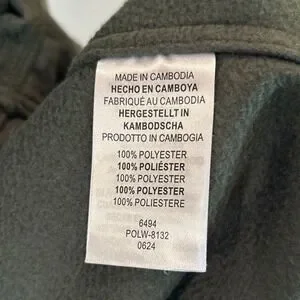 MADE IN CAMBODIA
HECHO EN CAMBOYA
FABRIQUÉ AU CAMBODIA
HERGESTELLT IN
KAMBODSCHA
PRODOTTO IN CAMBOGIA
100% POLYESTER
100% POLIÉSTER
100% POLYESTER
100% POLYESTER
100% POLIESTERE
6494
POLW-8132
0624